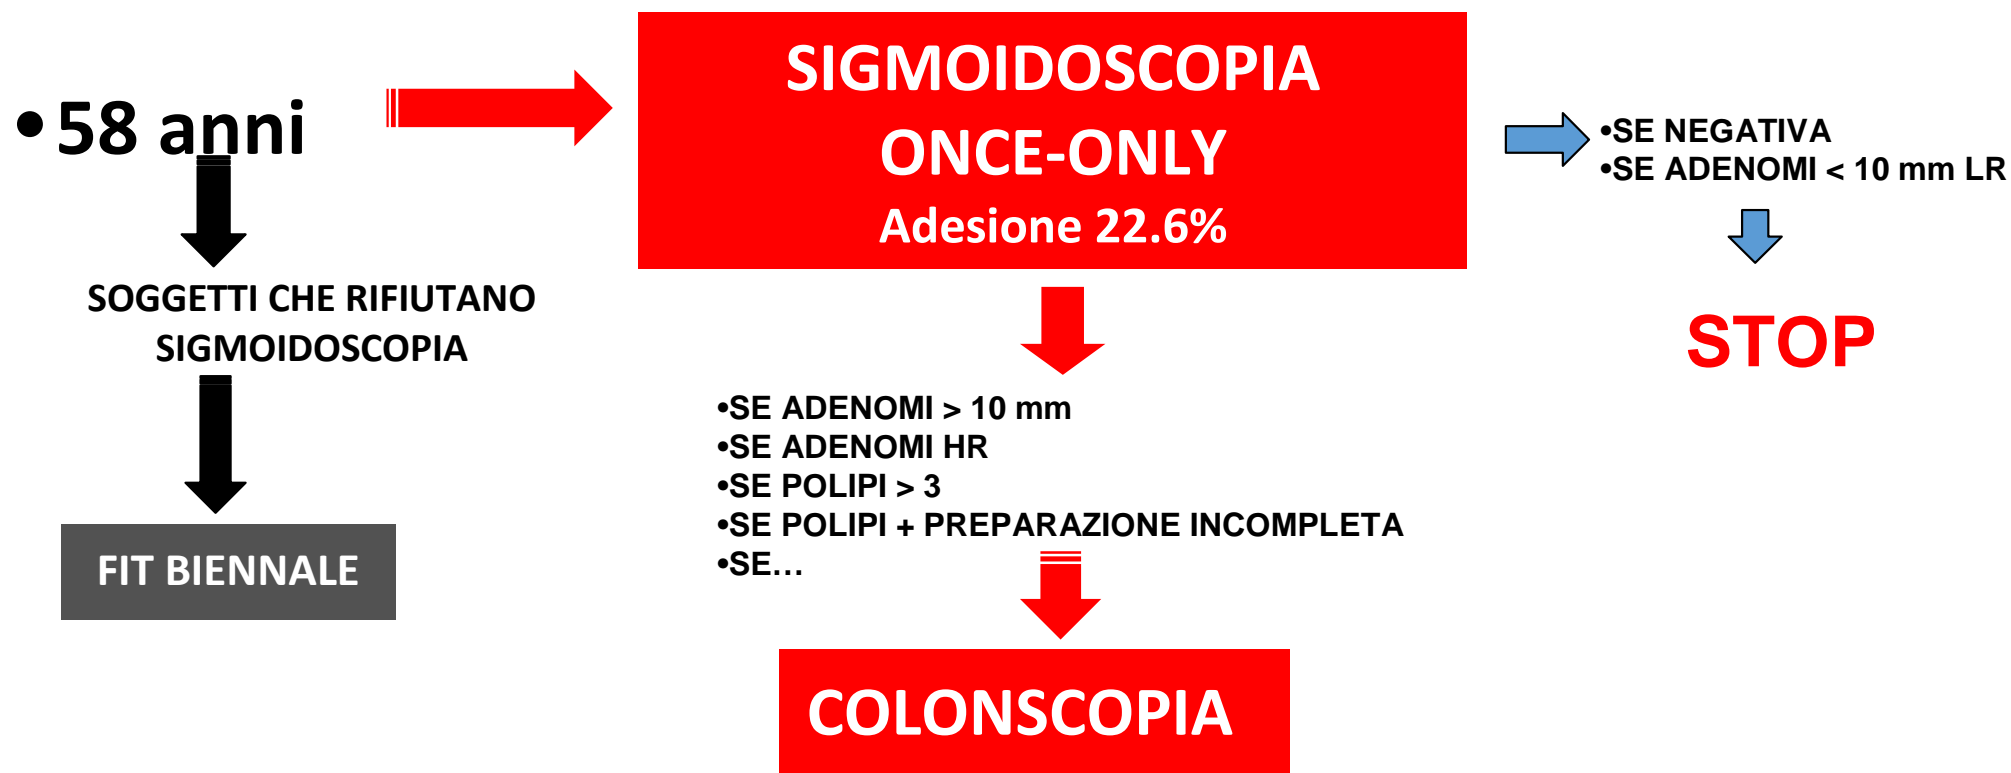 •58 anni
SOGGETTI CHE RIFIUTANO
SIGMOIDOSCOPIA
FIT BIENNALE
SIGMOIDOSCOPIA
ONCE-ONLY
Adesione 22.6%
•SE ADENOMI > 10 mm
•SE ADENOMI HR
•SE POLIPI > 3
•SE POLIPI + PREPARAZIONE INCOMPLETA
•SE...
COLONSCOPIA
•SE NEGATIVA
•SE ADENOMI < 10 mm LR
STOP